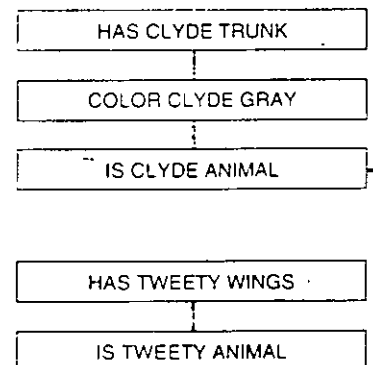 HAS CLYDE TRUNK
COLOR CLYDE GRAY
IS CLYDE ANIMAL
HAS TWEETY WINGS
IS TWEETY ANIMAL